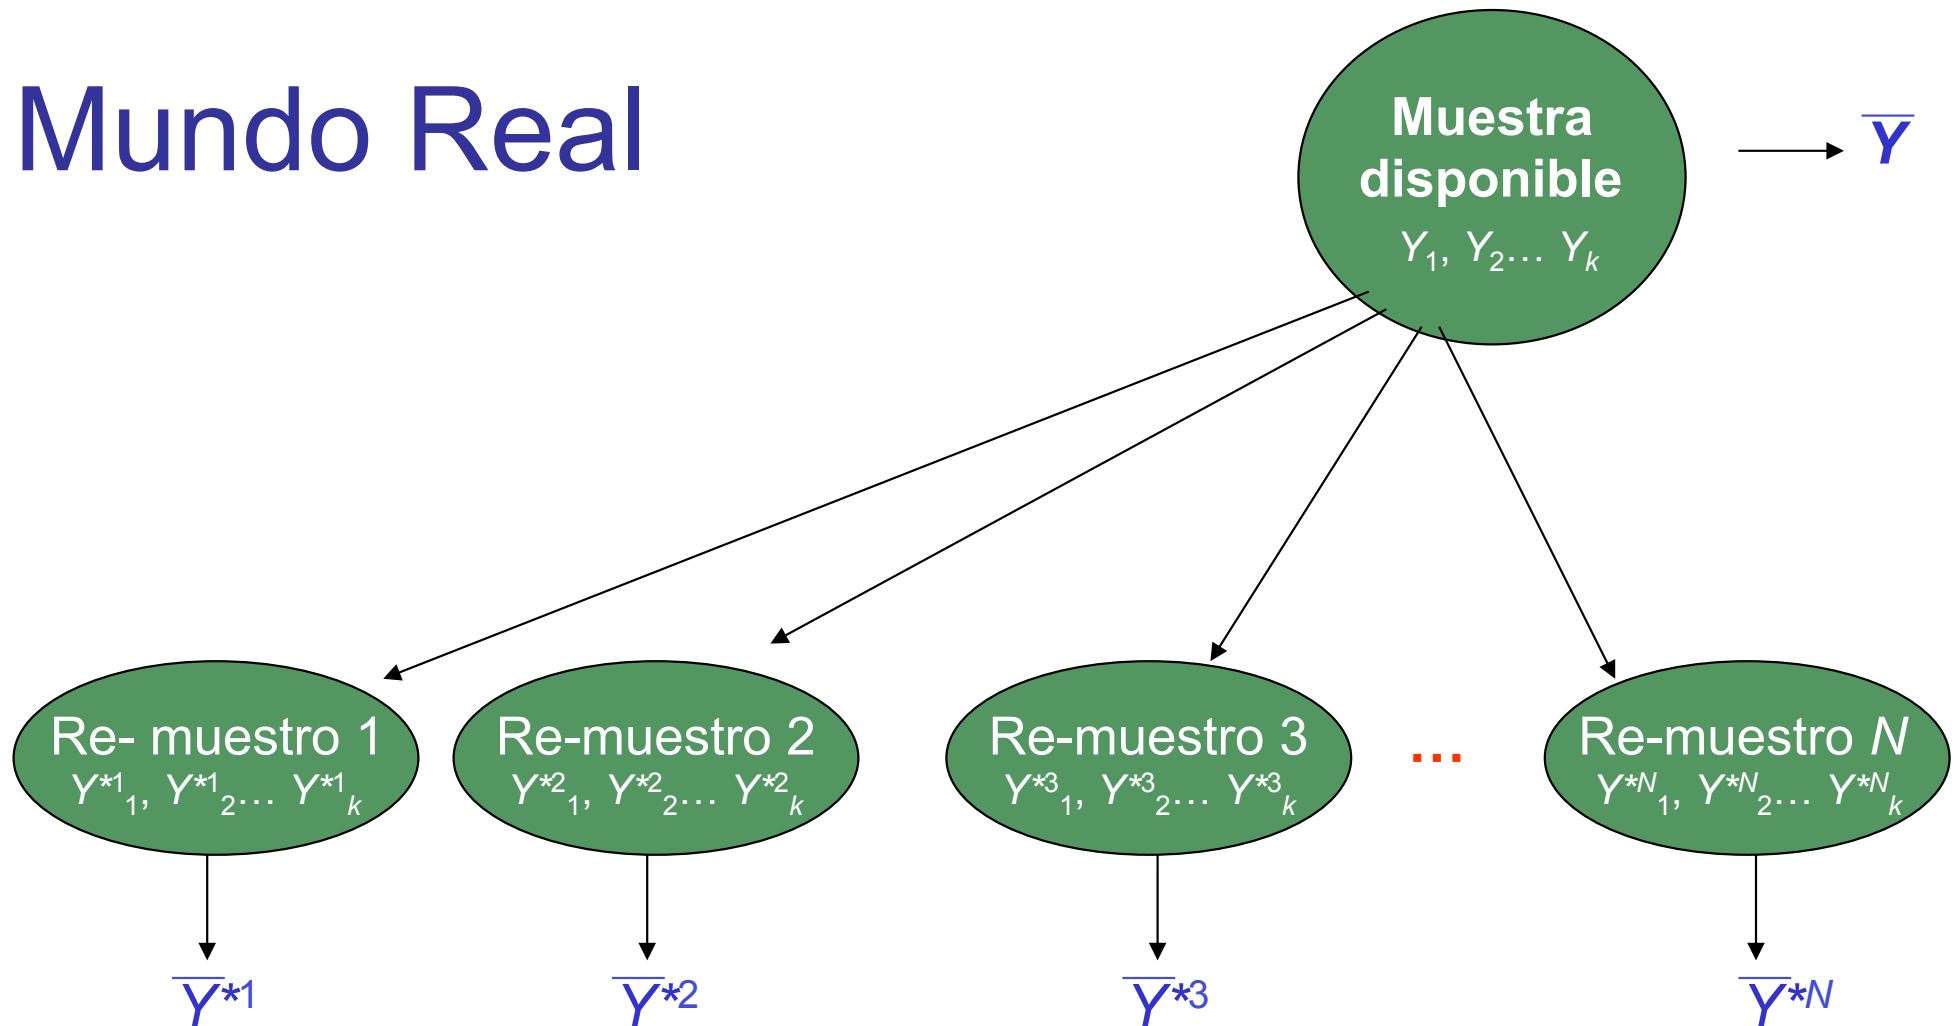 Mundo Real
Muestra
disponible
Y₁, Y₂… Yₖ
Y̅
Re- muestro 1
Y*¹₁, Y*¹₂… Y*¹ₖ
Re-muestro 2
Y*²₁, Y*²₂… Y*²ₖ
Re-muestro 3
Y*³₁, Y*³₂… Y*³ₖ
…
Re-muestro N
Y*ᴺ₁, Y*ᴺ₂… Y*ᴺₖ
Y̅*¹
Y̅*²
Y̅*³
Y̅*ᴺ